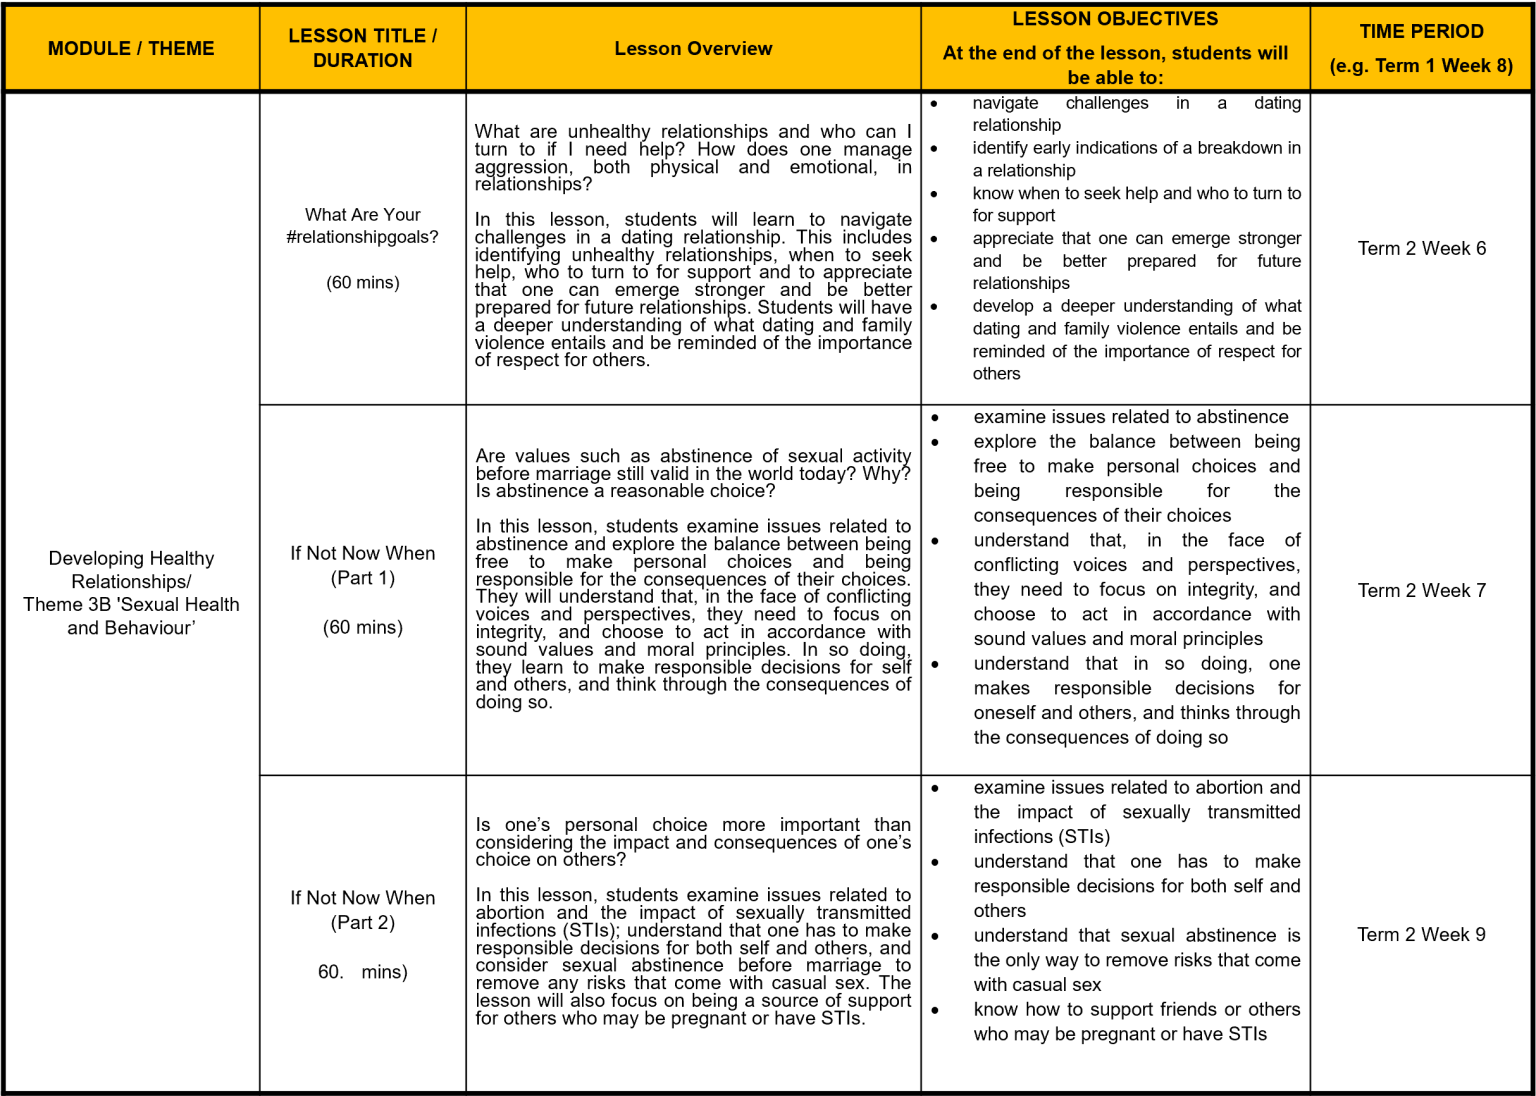 MODULE / THEME
LESSON TITLE /
DURATION
Lesson Overview
LESSON OBJECTIVES
At the end of the lesson, students will
be able to:
TIME PERIOD
(e.g. Term 1 Week 8)
Developing Healthy
Relationships/
Theme 3B 'Sexual Health
and Behaviour’
What Are Your
#relationshipgoals?
(60 mins)
What are unhealthy relationships and who can I
turn to if I need help? How does one manage
aggression, both physical and emotional, in
relationships?
In this lesson, students will learn to navigate
challenges in a dating relationship. This includes
identifying unhealthy relationships, when to seek
help, who to turn to for support and to appreciate
that one can emerge stronger and be better
prepared for future relationships. Students will have
a deeper understanding of what dating and family
violence entails and be reminded of the importance
of respect for others.
• navigate challenges in a dating
relationship
• identify early indications of a breakdown in
a relationship
• know when to seek help and who to turn to
for support
• appreciate that one can emerge stronger
and be better prepared for future
relationships
• develop a deeper understanding of what
dating and family violence entails and be
reminded of the importance of respect for
others
Term 2 Week 6
If Not Now When
(Part 1)
(60 mins)
Are values such as abstinence of sexual activity
before marriage still valid in the world today? Why?
Is abstinence a reasonable choice?
In this lesson, students examine issues related to
abstinence and explore the balance between being
free to make personal choices and being
responsible for the consequences of their choices.
They will understand that, in the face of conflicting
voices and perspectives, they need to focus on
integrity, and choose to act in accordance with
sound values and moral principles. In so doing,
they learn to make responsible decisions for self
and others, and think through the consequences of
doing so.
• examine issues related to abstinence
• explore the balance between being
free to make personal choices and
being responsible for the
consequences of their choices
• understand that, in the face of
conflicting voices and perspectives,
they need to focus on integrity, and
choose to act in accordance with
sound values and moral principles
• understand that in so doing, one
makes responsible decisions for
oneself and others, and thinks through
the consequences of doing so
Term 2 Week 7
If Not Now When
(Part 2)
60. mins)
Is one’s personal choice more important than
considering the impact and consequences of one’s
choice on others?
In this lesson, students examine issues related to
abortion and the impact of sexually transmitted
infections (STIs); understand that one has to make
responsible decisions for both self and others, and
consider sexual abstinence before marriage to
remove any risks that come with casual sex. The
lesson will also focus on being a source of support
for others who may be pregnant or have STIs.
• examine issues related to abortion and
the impact of sexually transmitted
infections (STIs)
• understand that one has to make
responsible decisions for both self and
others
• understand that sexual abstinence is
the only way to remove risks that come
with casual sex
• know how to support friends or others
who may be pregnant or have STIs
Term 2 Week 9